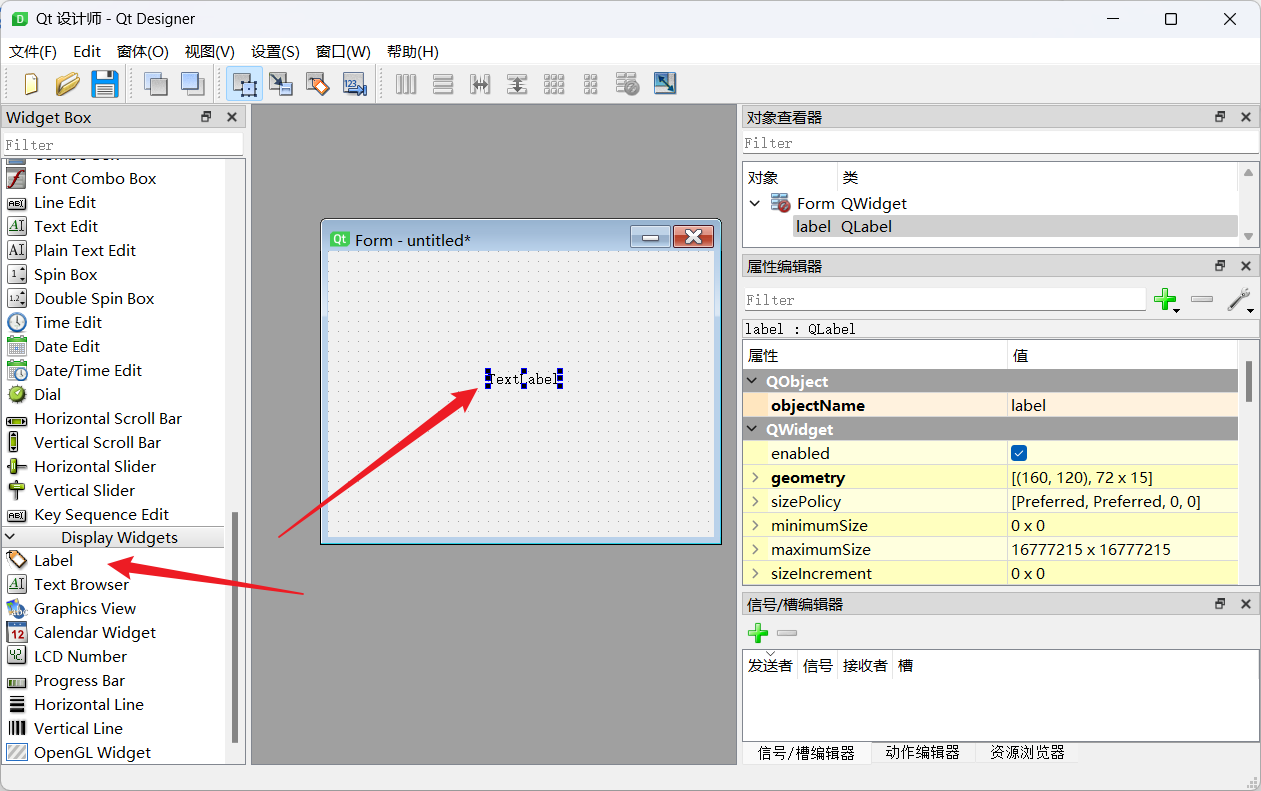 Qt 设计师 - Qt Designer
文件(F) Edit 窗体(O) 视图(V) 设置(S) 窗口(W) 帮助(H)
Widget Box
Filter
Combo Box
Font Combo Box
Line Edit
Text Edit
Plain Text Edit
Spin Box
Double Spin Box
Time Edit
Date Edit
Date/Time Edit
Dial
Horizontal Scroll Bar
Vertical Scroll Bar
Horizontal Slider
Vertical Slider
Key Sequence Edit
Display Widgets
Label
Text Browser
Graphics View
Calendar Widget
LCD Number
Progress Bar
Horizontal Line
Vertical Line
OpenGL Widget
Form - untitled*
TextLabel
对象查看器
Filter
对象 类
Form QWidget
label QLabel
属性编辑器
Filter
label : QLabel
属性 值
QObject
objectName label
QWidget
enabled
geometry [(160, 120), 72 x 15]
sizePolicy [Preferred, Preferred, 0, 0]
minimumSize 0 x 0
maximumSize 16777215 x 16777215
sizeIncrement 0 x 0
信号/槽编辑器
发送者 信号 接收者 槽
信号/槽编辑器 动作编辑器 资源浏览器